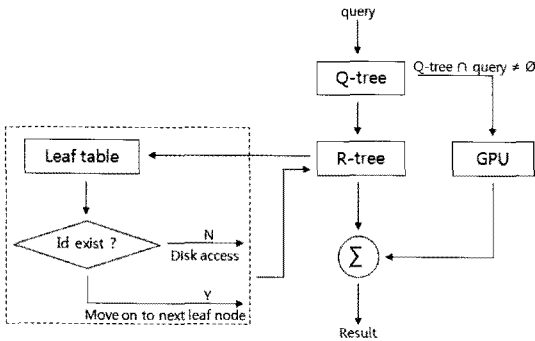 query
Q-tree
Q-tree ∩ query ≠ Ø
Leaf table
R-tree
GPU
Id exist ?
N
Disk access
Σ
Y
Move on to next leaf node
Result